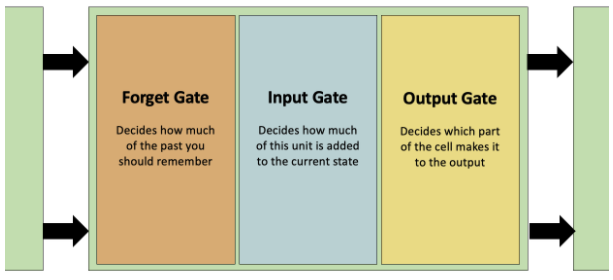 Forget Gate
Decides how much
of the past you
should remember
Input Gate
Decides how much
of this unit is added
to the current state
Output Gate
Decides which part
of the cell makes it
to the output